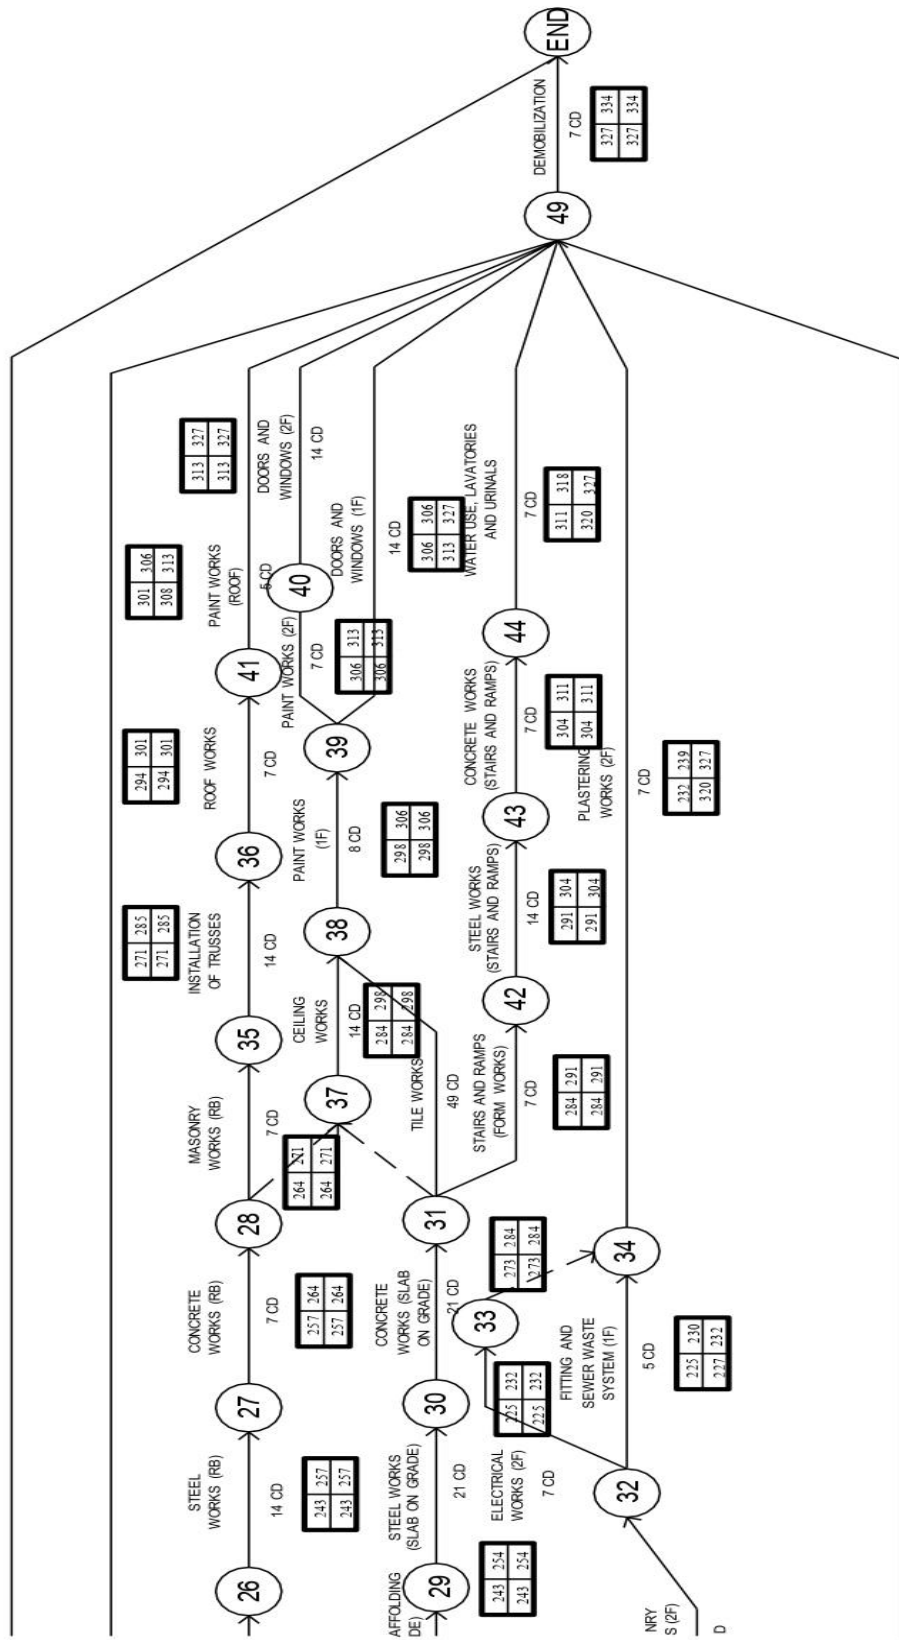 26
STEEL
WORKS (RB)
14 CD
243 257
243 257
27
CONCRETE
WORKS (RB)
7 CD
257 264
257 264
28
MASONRY
WORKS (RB)
7 CD
264 271
264 271
35
INSTALLATION
OF TRUSSES
14 CD
271 285
271 285
36
ROOF WORKS
7 CD
294 301
294 301
41
PAINT WORKS
(ROOF)
5 CD
301 306
308 313
37
CEILING
WORKS
14 CD
284 298
284 298
38
PAINT WORKS
(1F)
8 CD
298 306
298 306
39
PAINT WORKS (2F)
7 CD
306 313
306 313
40
DOORS AND
WINDOWS (2F)
14 CD
313 327
313 327
DOORS AND
WINDOWS (1F)
14 CD
306 306
313 327
AFFOLDING
DE)
29
STEEL WORKS
(SLAB ON GRADE)
21 CD
243 254
243 254
30
CONCRETE
WORKS (SLAB
ON GRADE)
21 CD
273 284
273 284
31
TILE WORKS
49 CD
STAIRS AND RAMPS
(FORM WORKS)
7 CD
284 291
284 291
42
STEEL WORKS
(STAIRS AND RAMPS)
14 CD
291 304
291 304
43
CONCRETE WORKS
(STAIRS AND RAMPS)
7 CD
304 311
304 311
44
WATER USE, LAVATORIES
AND URINALS
7 CD
311 318
320 327
NRY
S (2F)
D
32
ELECTRICAL
WORKS (2F)
7 CD
225 232
225 232
33
FITTING AND
SEWER WASTE
SYSTEM (1F)
5 CD
225 230
227 232
34
PLASTERING
WORKS (2F)
7 CD
232 239
320 327
49
DEMOBILIZATION
7 CD
327 334
327 334
END